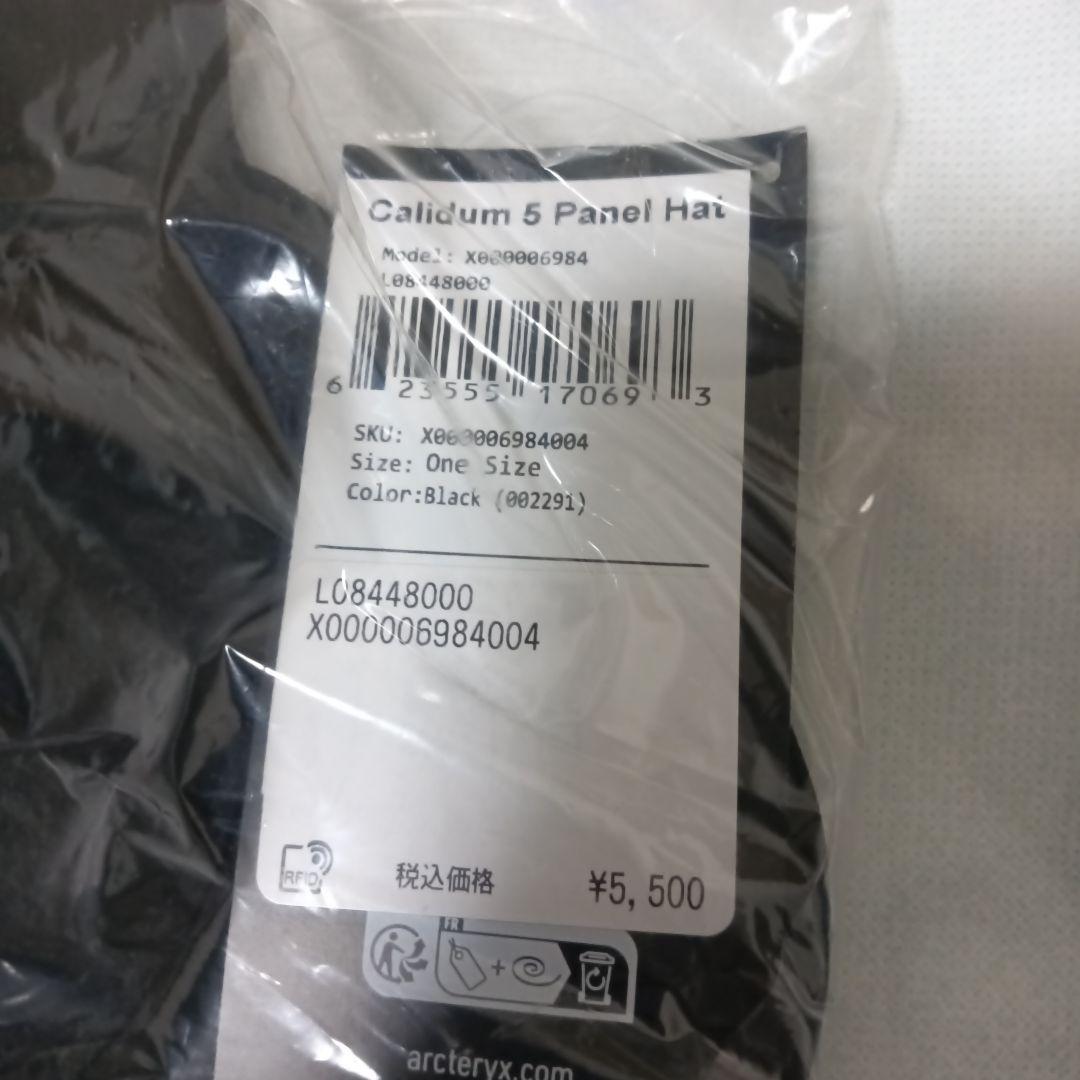 Calidum 5 Panel Hat
Model: X000006984
L08448000
6 23555 17069 3
SKU: X000006984004
Size: One Size
Color:Black (002291)
L08448000
X000006984004
RFID
税込価格 ¥5,500
FR
+
arcteryx.com